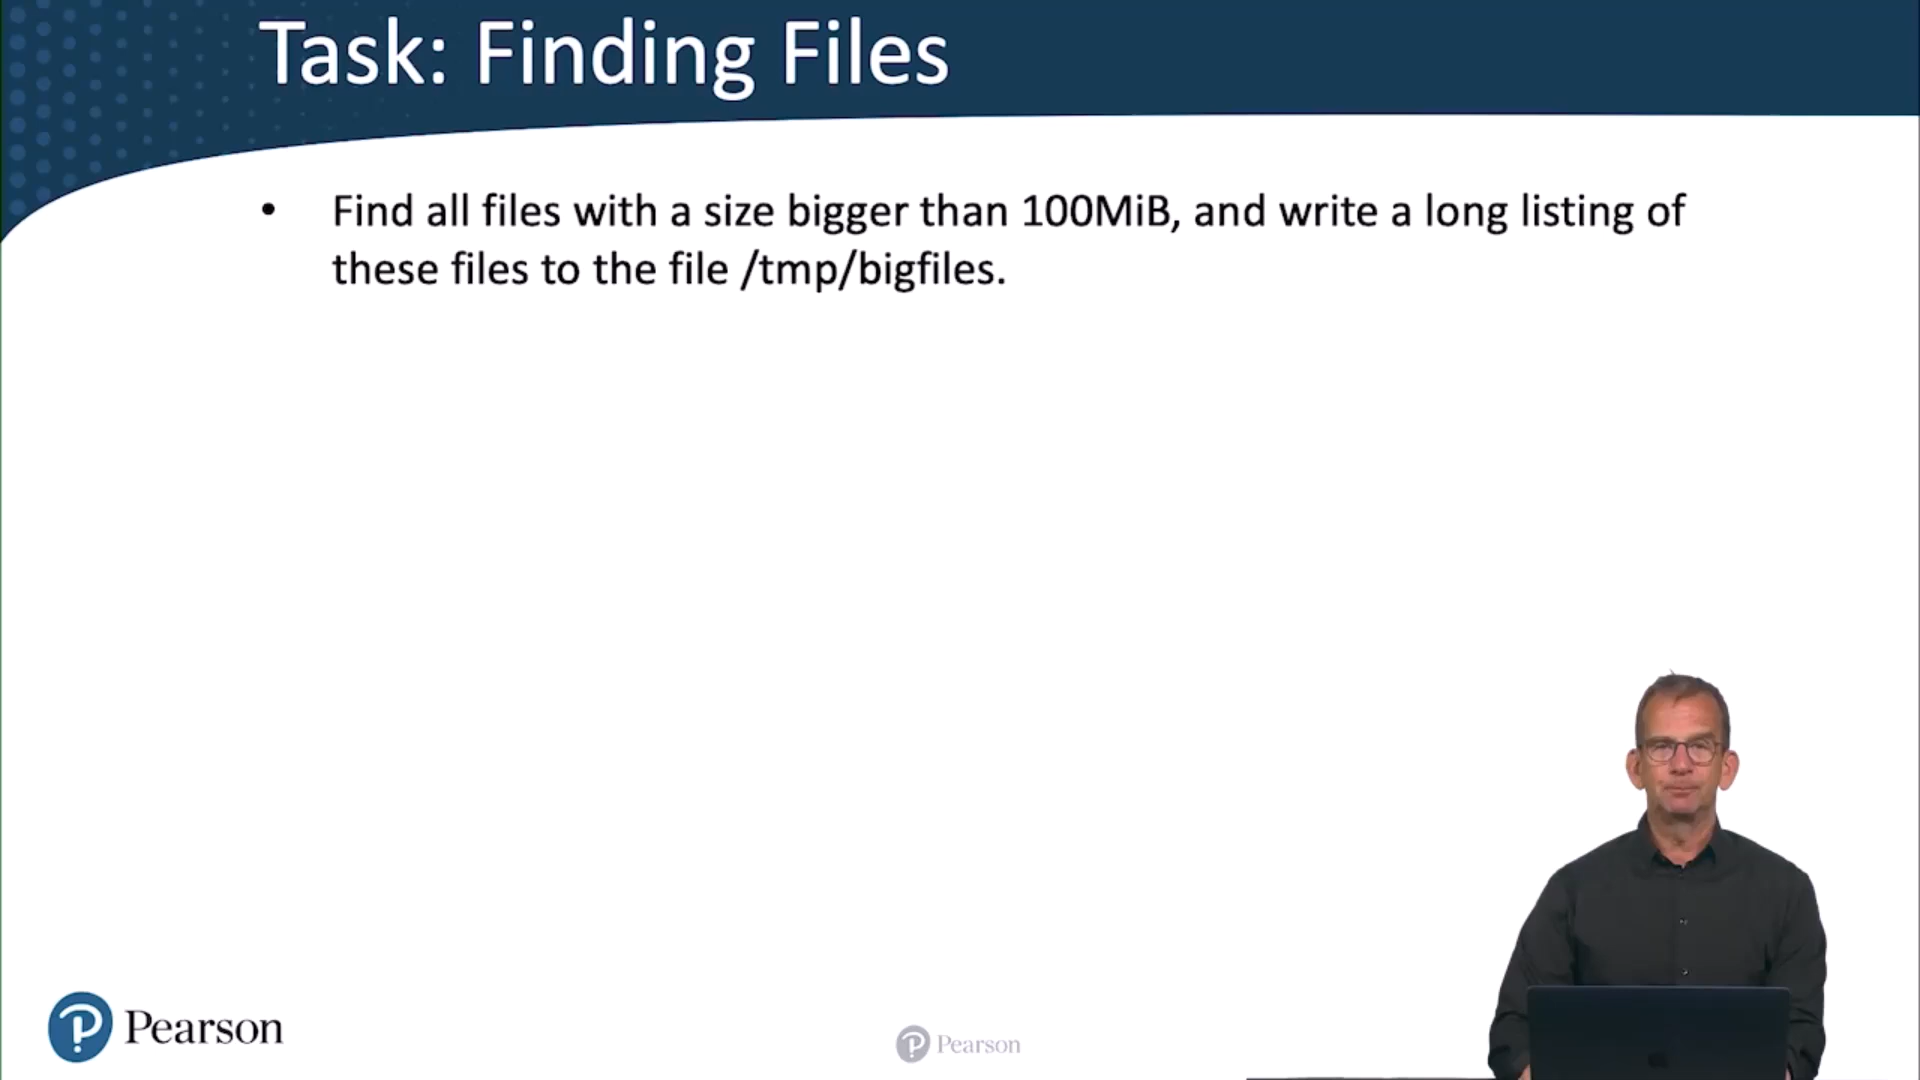 Task: Finding Files
• Find all files with a size bigger than 100MiB, and write a long listing of
these files to the file /tmp/bigfiles.
Pearson
Pearson